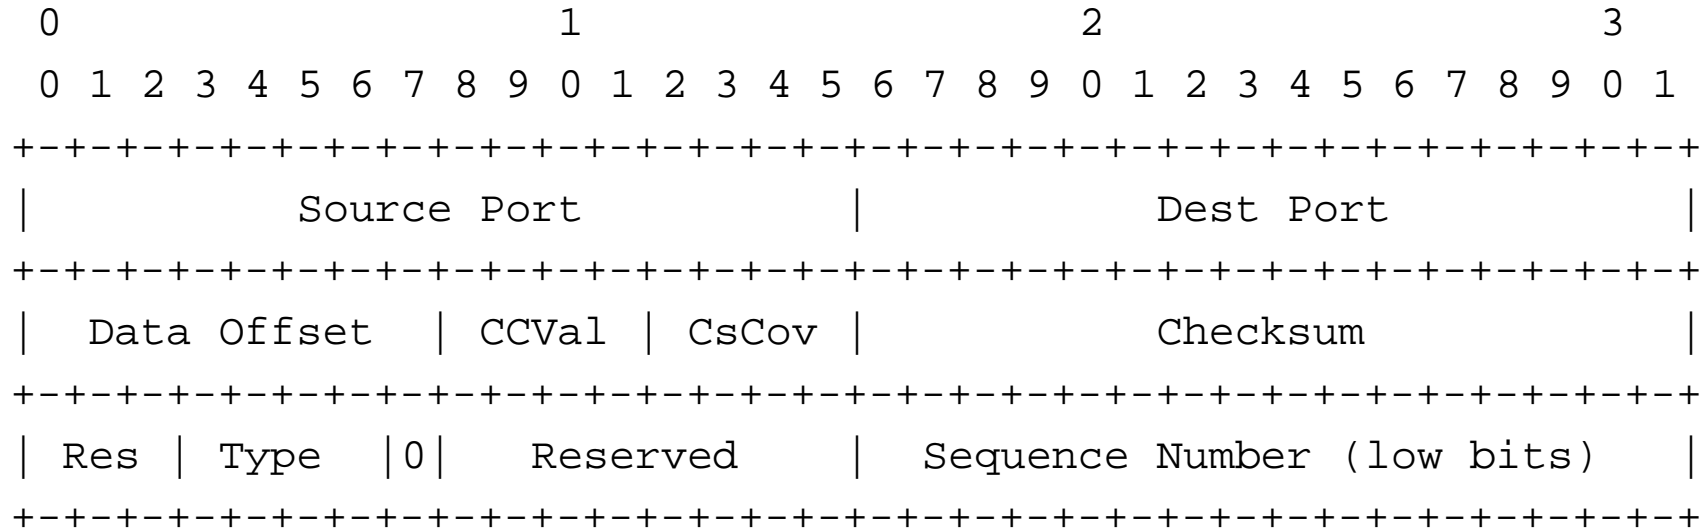 0                   1                   2                   3
 0 1 2 3 4 5 6 7 8 9 0 1 2 3 4 5 6 7 8 9 0 1 2 3 4 5 6 7 8 9 0 1
+-+-+-+-+-+-+-+-+-+-+-+-+-+-+-+-+-+-+-+-+-+-+-+-+-+-+-+-+-+-+-+-+
|          Source Port          |           Dest Port           |
+-+-+-+-+-+-+-+-+-+-+-+-+-+-+-+-+-+-+-+-+-+-+-+-+-+-+-+-+-+-+-+-+
|  Data Offset  | CCVal | CsCov |           Checksum            |
+-+-+-+-+-+-+-+-+-+-+-+-+-+-+-+-+-+-+-+-+-+-+-+-+-+-+-+-+-+-+-+-+
| Res | Type  |0|   Reserved    |  Sequence Number (low bits)   |
+-+-+-+-+-+-+-+-+-+-+-+-+-+-+-+-+-+-+-+-+-+-+-+-+-+-+-+-+-+-+-+-+